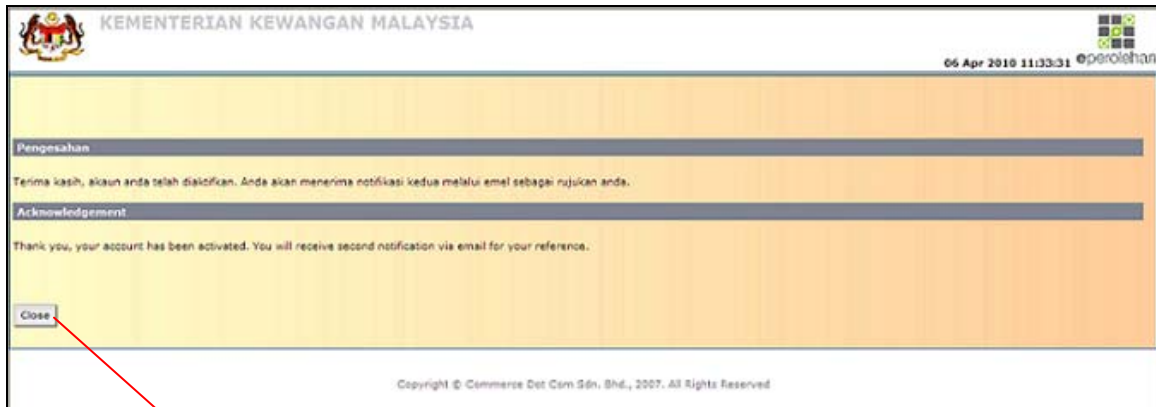 KEMENTERIAN KEWANGAN MALAYSIA
06 Apr 2010 11:33:31 eperolehan
Pengesahan
Terima kasih, akaun anda telah diaktifkan. Anda akan menerima notifikasi kedua melalui emel sebagai rujukan anda.
Acknowledgement
Thank you, your account has been activated. You will receive second notification via email for your reference.
Close
Copyright © Commerce Dot Com Sdn. Bhd., 2007. All Rights Reserved